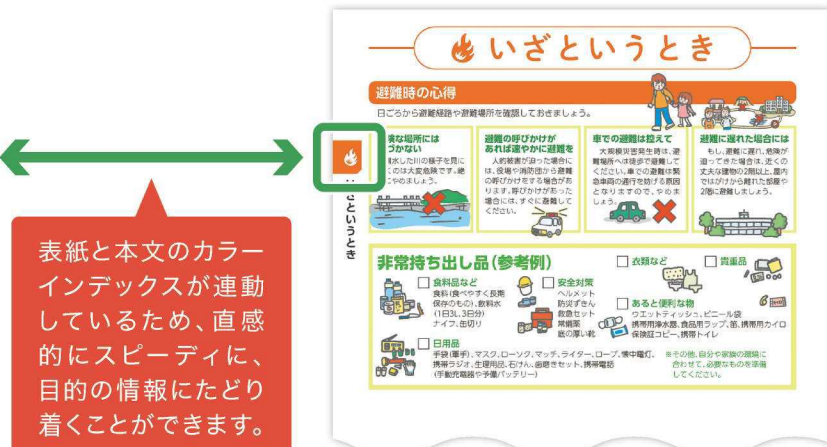 いざというとき
避難時の心得
日ごろから避難経路や避難場所を確認しておきましょう。
険な場所には
づかない
水した川の様子を見に
くのは大変危険です。絶
にやめましょう。
避難の呼びかけが
あれば速やかに避難を
人的被害が迫った場合に
は、役場や消防団から避難
の呼びかけをする場合があ
ります。呼びかけがあった
場合には、すぐに避難して
ください。
車での避難は控えて
大規模災害発生時は、避
難場所へは徒歩で避難して
ください。車での避難は緊
急車両の通行を妨げる原因
となりますので、やめま
しょう。
避難に遅れた場合には
もし、避難に遅れ、危険が
迫ってきた場合は、近くの
丈夫な建物の2階以上、屋内
ではがけから離れた部屋や
2階に避難しましょう。
ざというとき
表紙と本文のカラー
インデックスが連動
しているため、直感
的にスピーディに、
目的の情報にたどり
着くことができます。
非常持ち出し品(参考例)
食料品など
食料(食べやすく長期
保存のもの)、飲料水
(1日3L、3日分)
ナイフ、缶切り
安全対策
ヘルメット
防災ずきん
救急セット
常備薬
底の厚い靴
衣類など
貴重品
あると便利な物
ウエットティッシュ、ビニール袋
携帯用浄水器、食品用ラップ、笛、携帯用カイロ
保険証コピー、携帯トイレ
日用品
手袋(軍手)、マスク、ローソク、マッチ、ライター、ロープ、懐中電灯、
携帯ラジオ、生理用品、石けん、歯磨きセット、携帯電話
(手動充電器や予備バッテリー)
※その他、自分や家族の環境に
合わせて、必要なものを準備
してください。